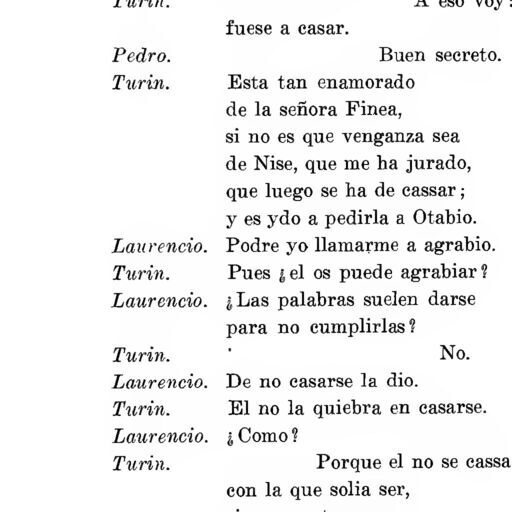 Turin. A eso voy:
fuese a casar.
Pedro. Buen secreto.
Turin. Esta tan enamorado
de la señora Finea,
si no es que venganza sea
de Nise, que me ha jurado,
que luego se ha de cassar;
y es ydo a pedirla a Otabio.
Laurencio. Podre yo llamarme a agrabio.
Turin. Pues ¿el os puede agrabiar?
Laurencio. ¿Las palabras suelen darse
para no cumplirlas?
Turin. No.
Laurencio. De no casarse la dio.
Turin. El no la quiebra en casarse.
Laurencio. ¿Como?
Turin. Porque el no se cassa
con la que solia ser,